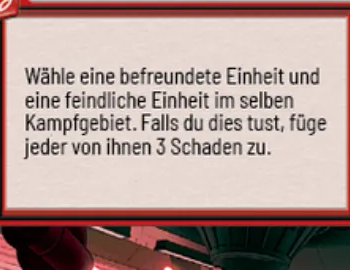 Wähle eine befreundete Einheit und
eine feindliche Einheit im selben
Kampfgebiet. Falls du dies tust, füge
jeder von ihnen 3 Schaden zu.